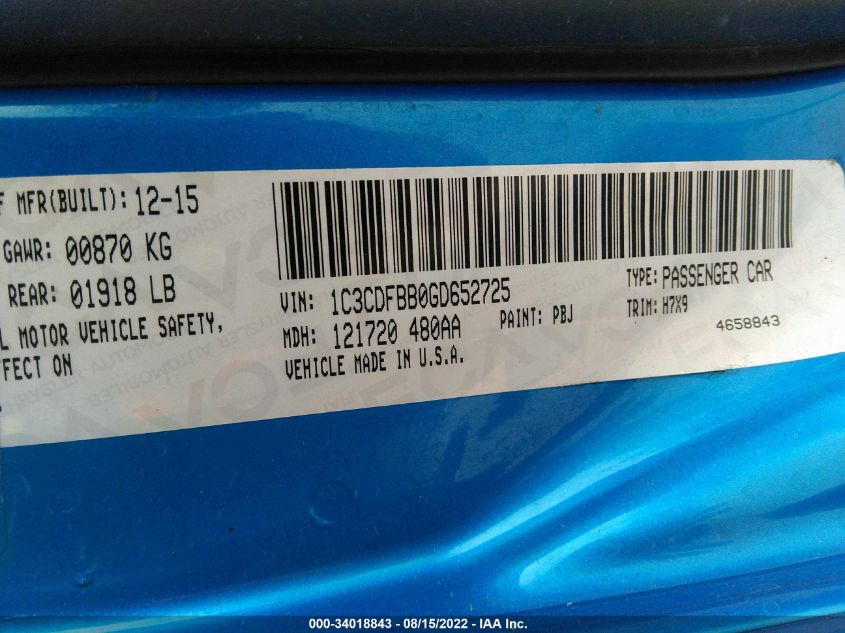 F MFR(BUILT): 12-15
GAWR: 00870 KG
REAR: 01918 LB
L MOTOR VEHICLE SAFETY,
FFECT ON
VIN: 1C3CDFBB0GD652725
MDH: 121720 480AA
PAINT: PBJ
VEHICLE MADE IN U.S.A.
TYPE: PASSENGER CAR
TRIM: H7X9
4658843
000-34018843 - 08/15/2022 - IAA Inc.